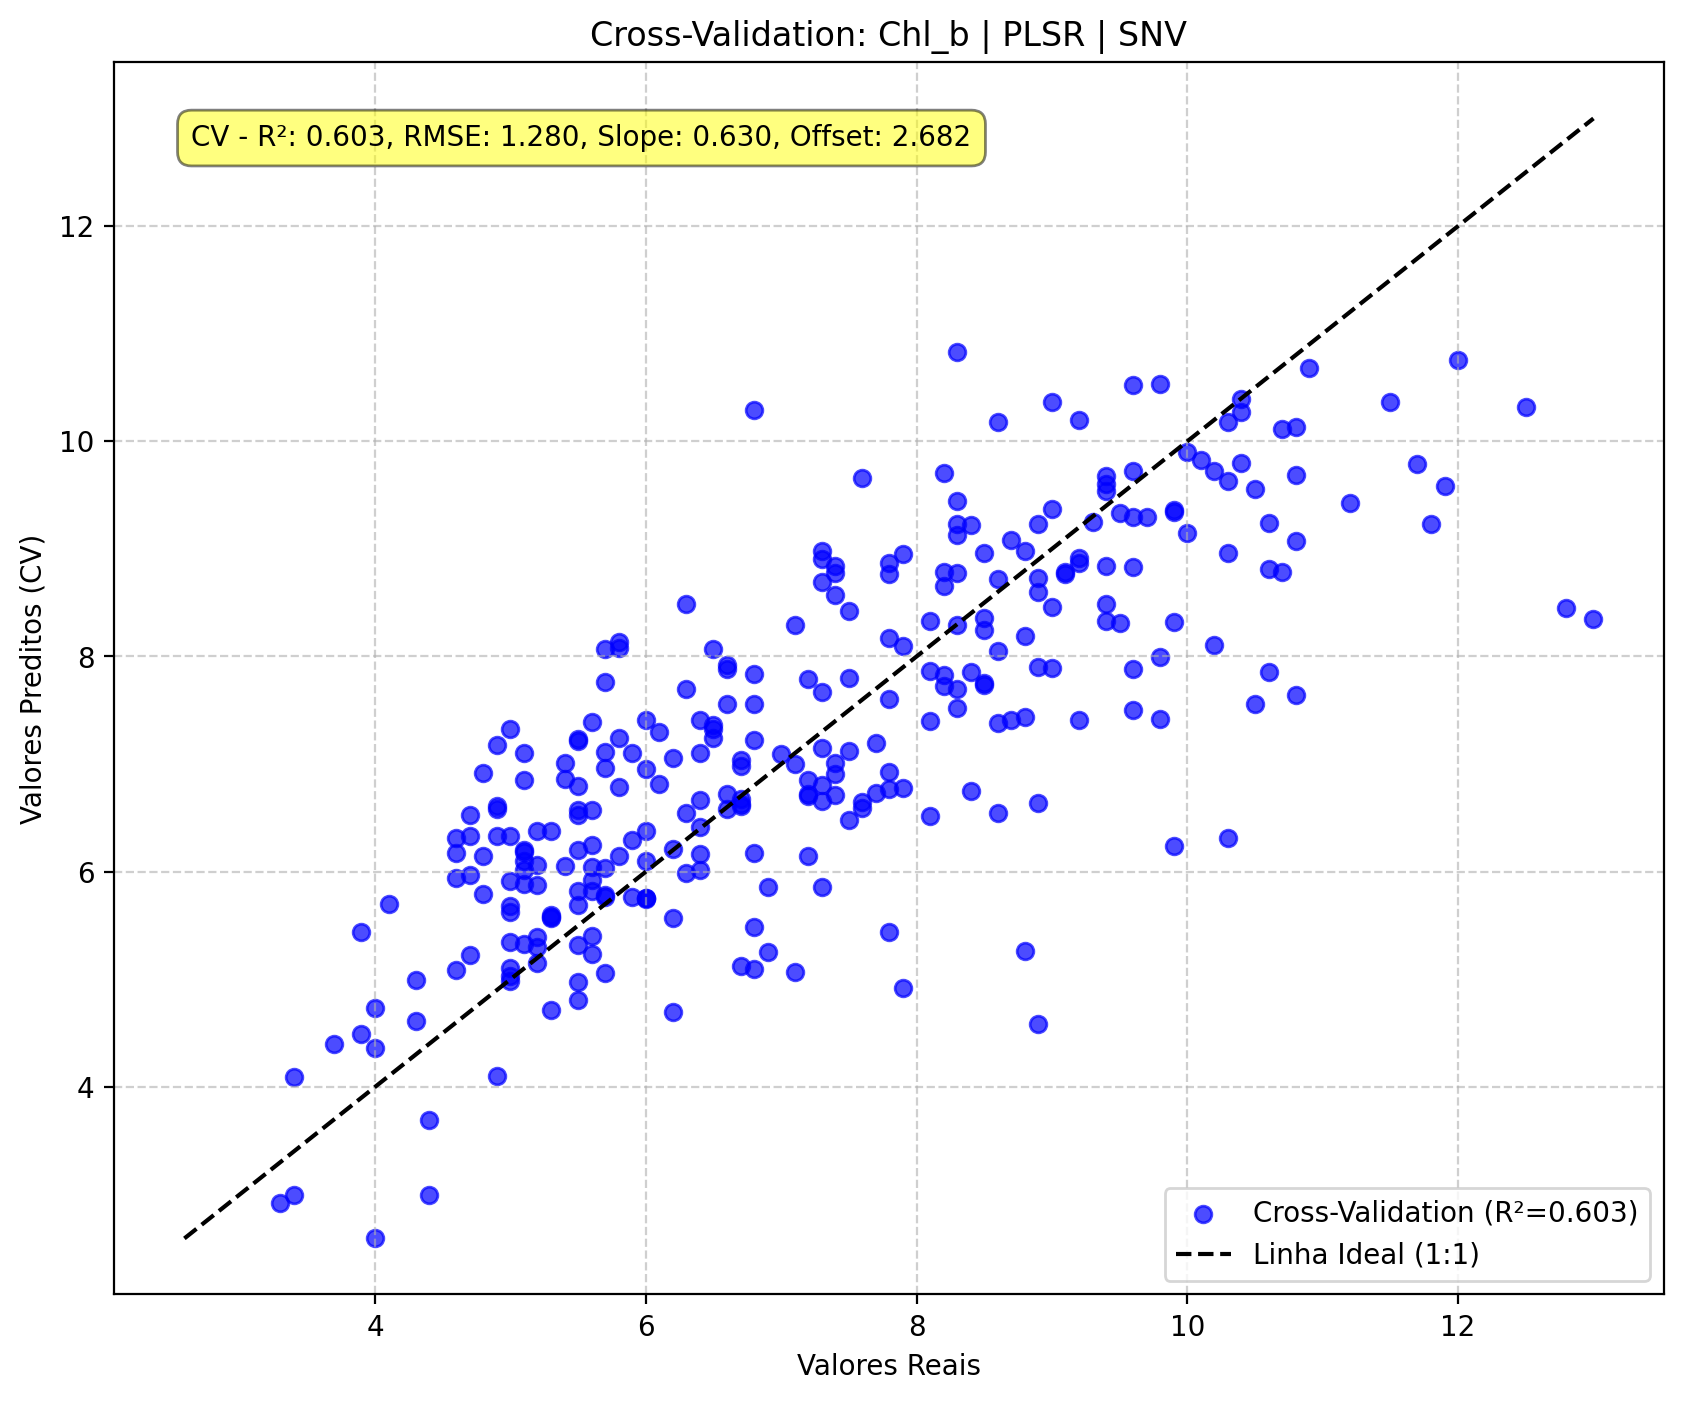 Cross-Validation: Chl_b | PLSR | SNV
CV - R²: 0.603, RMSE: 1.280, Slope: 0.630, Offset: 2.682
12
10
8
6
4
Valores Preditos (CV)
Cross-Validation (R²=0.603)
Linha Ideal (1:1)
4 6 8 10 12
Valores Reais